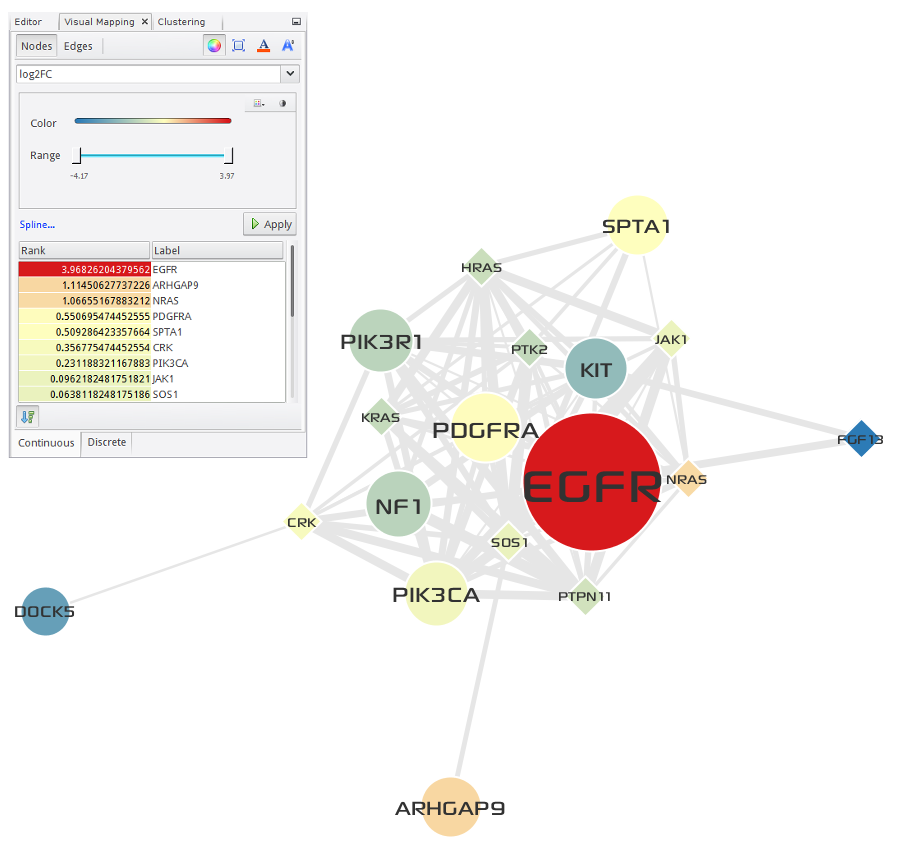 Editor Visual Mapping Clustering
Nodes Edges
log2FC
Color
Range
-4.17 3.97
Spline...
Apply
Rank Label
3.96826204379562 EGFR
1.11450627737226 ARHGAP9
1.06655167883212 NRAS
0.550695474452555 PDGFRA
0.509286423357664 SPTA1
0.356775474452554 CRK
0.231188321167883 PIK3CA
0.0962182481751821 JAK1
0.0638118248175186 SOS1
Continuous Discrete
SPTA1
HRAS
PIK3R1
PTK2
JAK1
KIT
KRAS
PDGFRA
FGF13
EGFR
NRAS
NF1
CRK
SOS1
PIK3CA
PTPN11
DOCK5
ARHGAP9